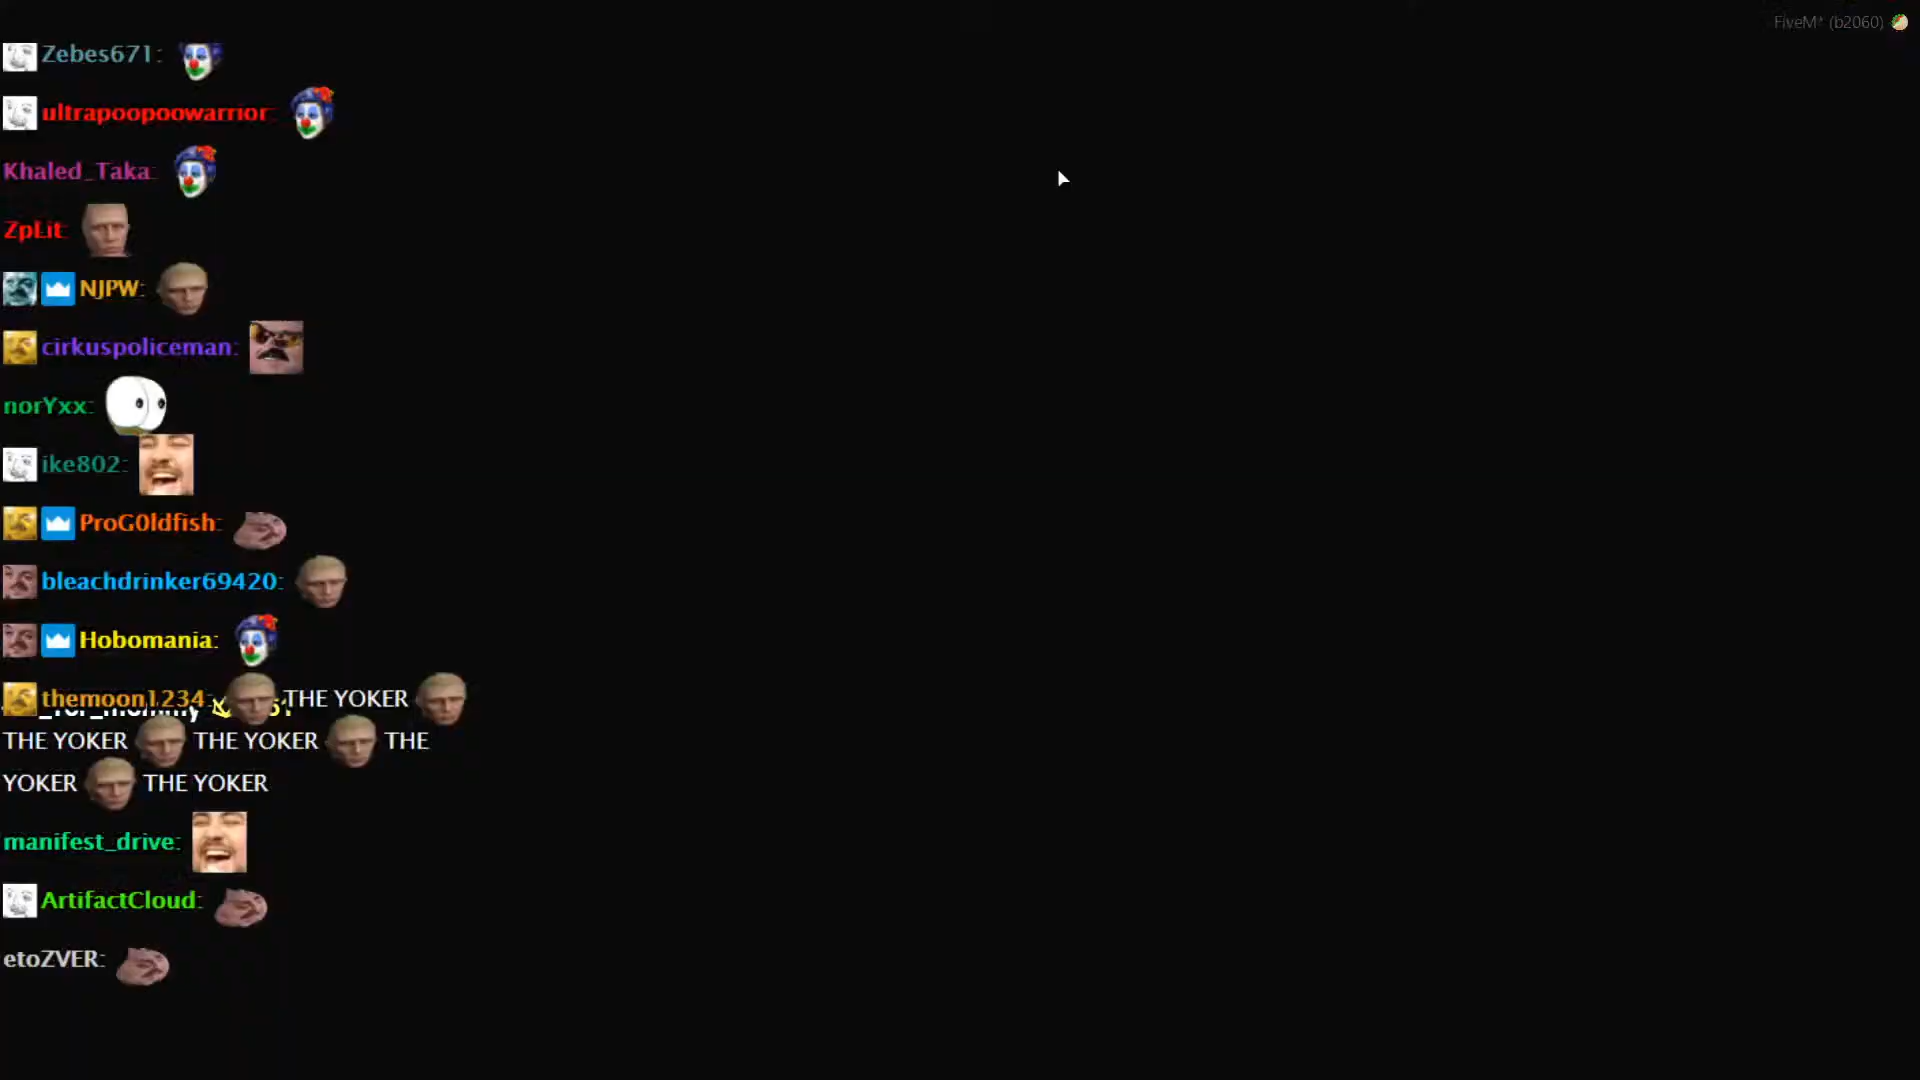 FiveM* (b2060)
Zebes671:
ultrapoopoowarrior:
Khaled_Taka:
ZpLit:
NJPW:
cirkuspoliceman:
norYxx:
ike802:
ProG0ldfish:
bleachdrinker69420:
Hobomania:
themoon1234: THE YOKER
THE YOKER THE YOKER THE
YOKER THE YOKER
manifest_drive:
ArtifactCloud:
etoZVER: